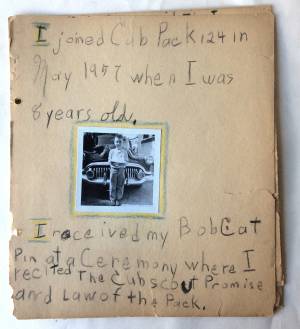 I joined Cub Pack 124 in
May 1957 when I was
8 years old.
I received my BobCat
Pin at a Ceremony where I
recited The Cub scout Promise
and Law of the Pack.